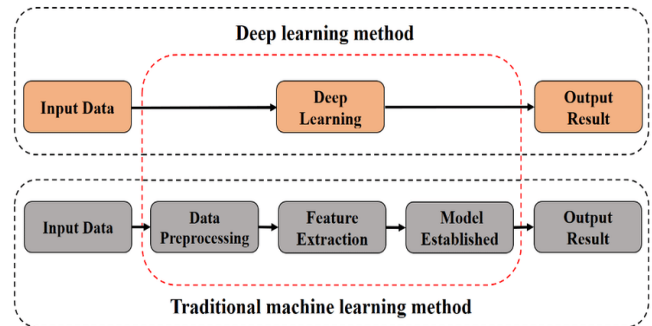 Deep learning method
Input Data
Deep
Learning
Output
Result
Input Data
Data
Preprocessing
Feature
Extraction
Model
Established
Output
Result
Traditional machine learning method